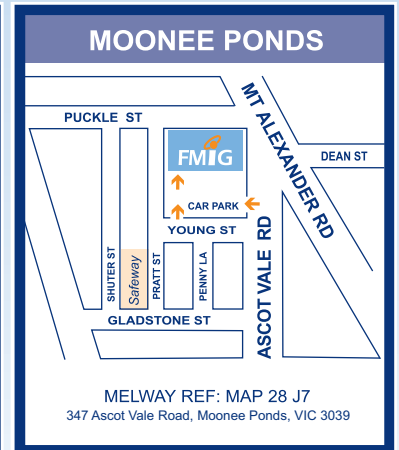 MOONEE PONDS
PUCKLE ST
MT ALEXANDER RD
FMIG
DEAN ST
CAR PARK
YOUNG ST
SHUTER ST
Safeway
PRATT ST
PENNY LA
ASCOT VALE RD
GLADSTONE ST
MELWAY REF: MAP 28 J7
347 Ascot Vale Road, Moonee Ponds, VIC 3039